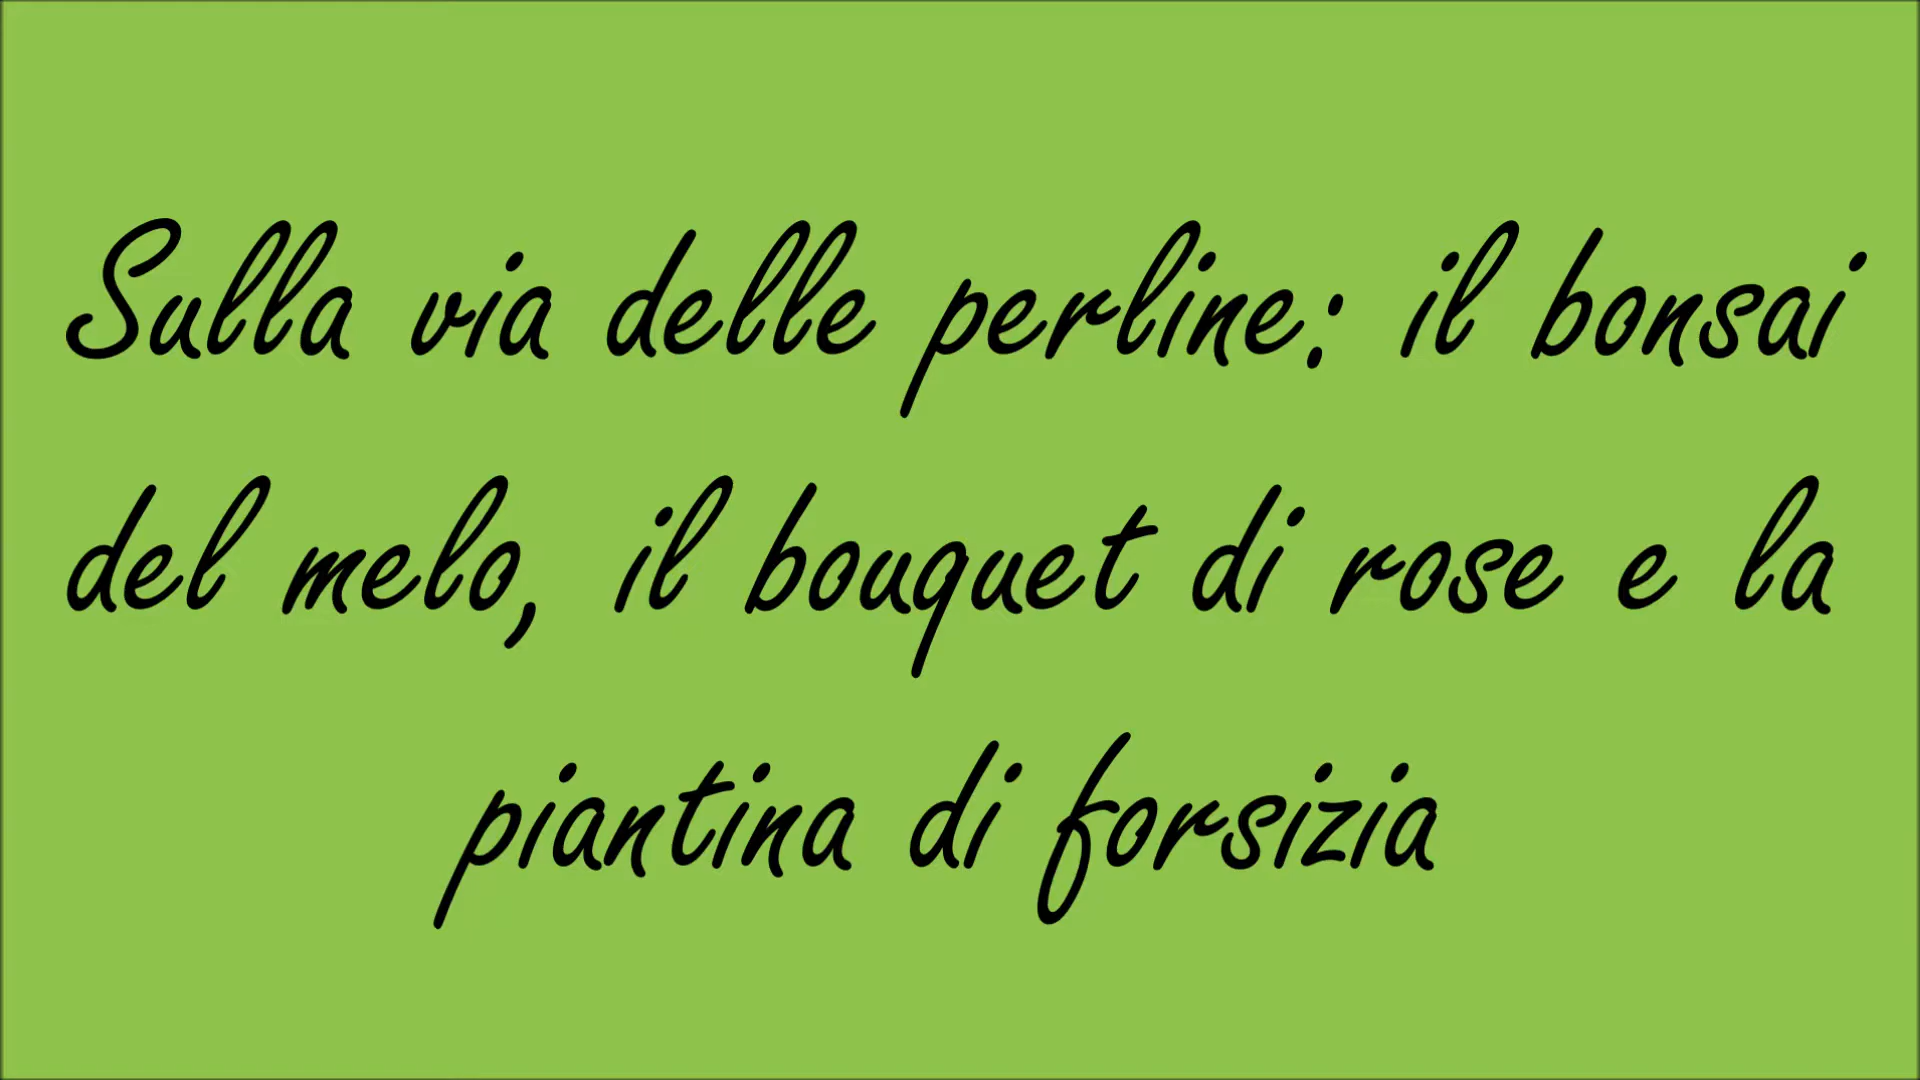 Sulla via delle perline: il bonsai
del melo, il bouquet di rose e la
piantina di forsizia